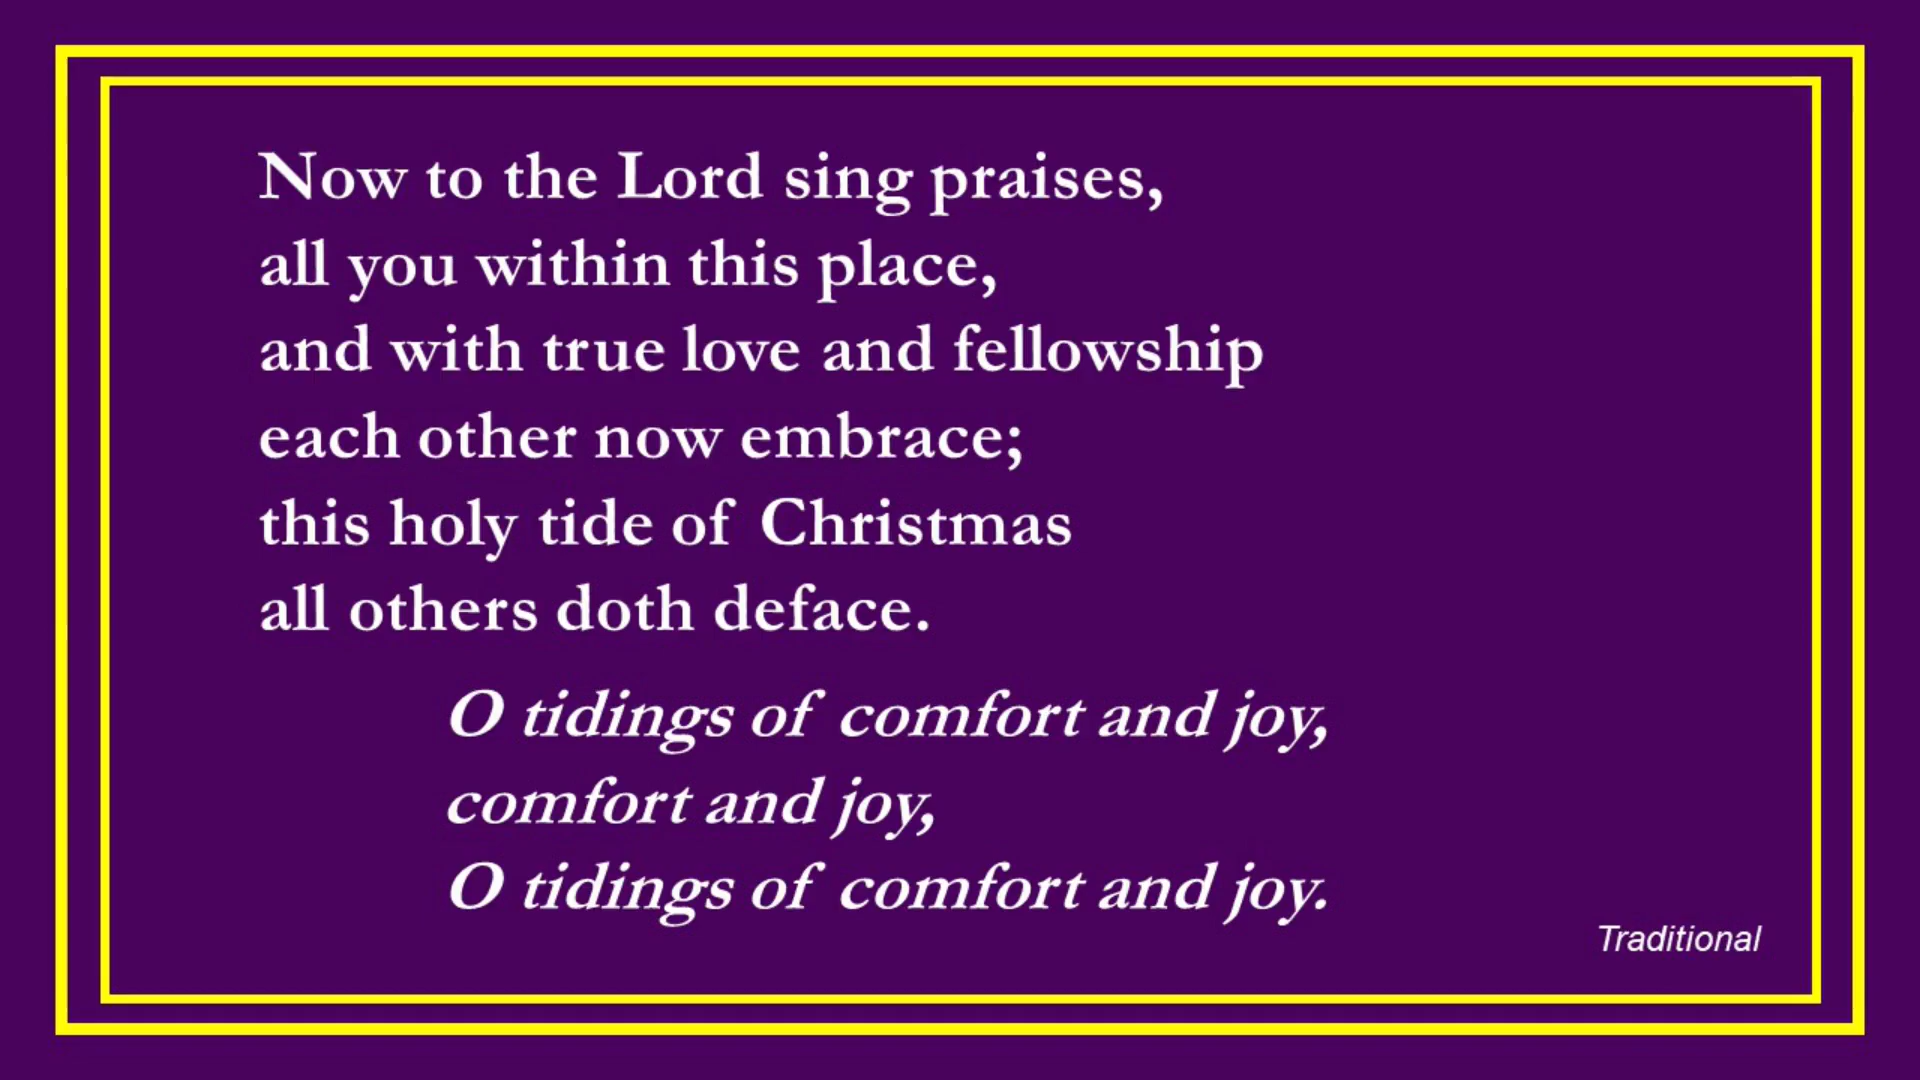 Now to the Lord sing praises,
all you within this place,
and with true love and fellowship
each other now embrace;
this holy tide of Christmas
all others doth deface.
O tidings of comfort and joy,
comfort and joy,
O tidings of comfort and joy.
Traditional